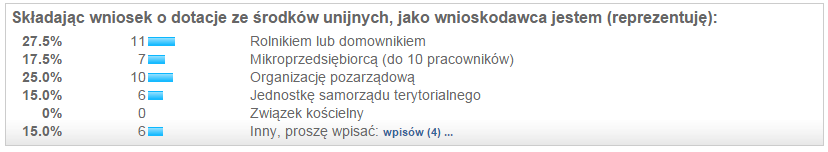 Składając wniosek o dotacje ze środków unijnych, jako wnioskodawca jestem (reprezentuję):
27.5% 11 Rolnikiem lub domownikiem
17.5% 7 Mikroprzedsiębiorcą (do 10 pracowników)
25.0% 10 Organizację pozarządową
15.0% 6 Jednostkę samorządu terytorialnego
0% 0 Związek kościelny
15.0% 6 Inny, proszę wpisać: wpisów (4) ...